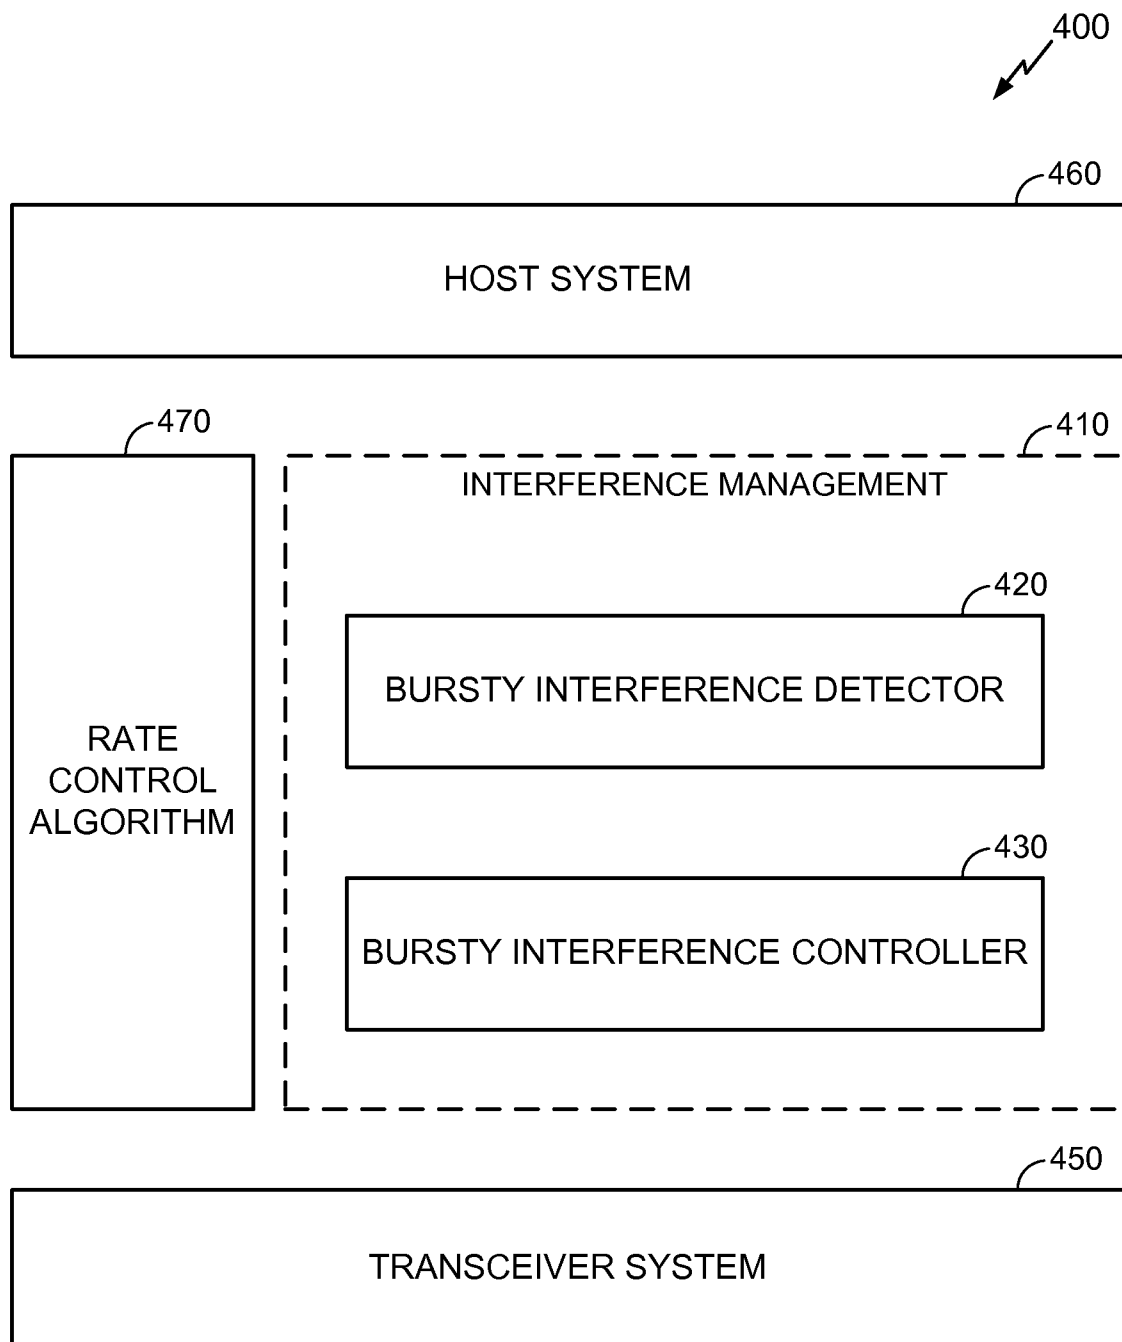 400
460
HOST SYSTEM
470
410
INTERFERENCE MANAGEMENT
420
BURSTY INTERFERENCE DETECTOR
RATE
CONTROL
ALGORITHM
430
BURSTY INTERFERENCE CONTROLLER
450
TRANSCEIVER SYSTEM